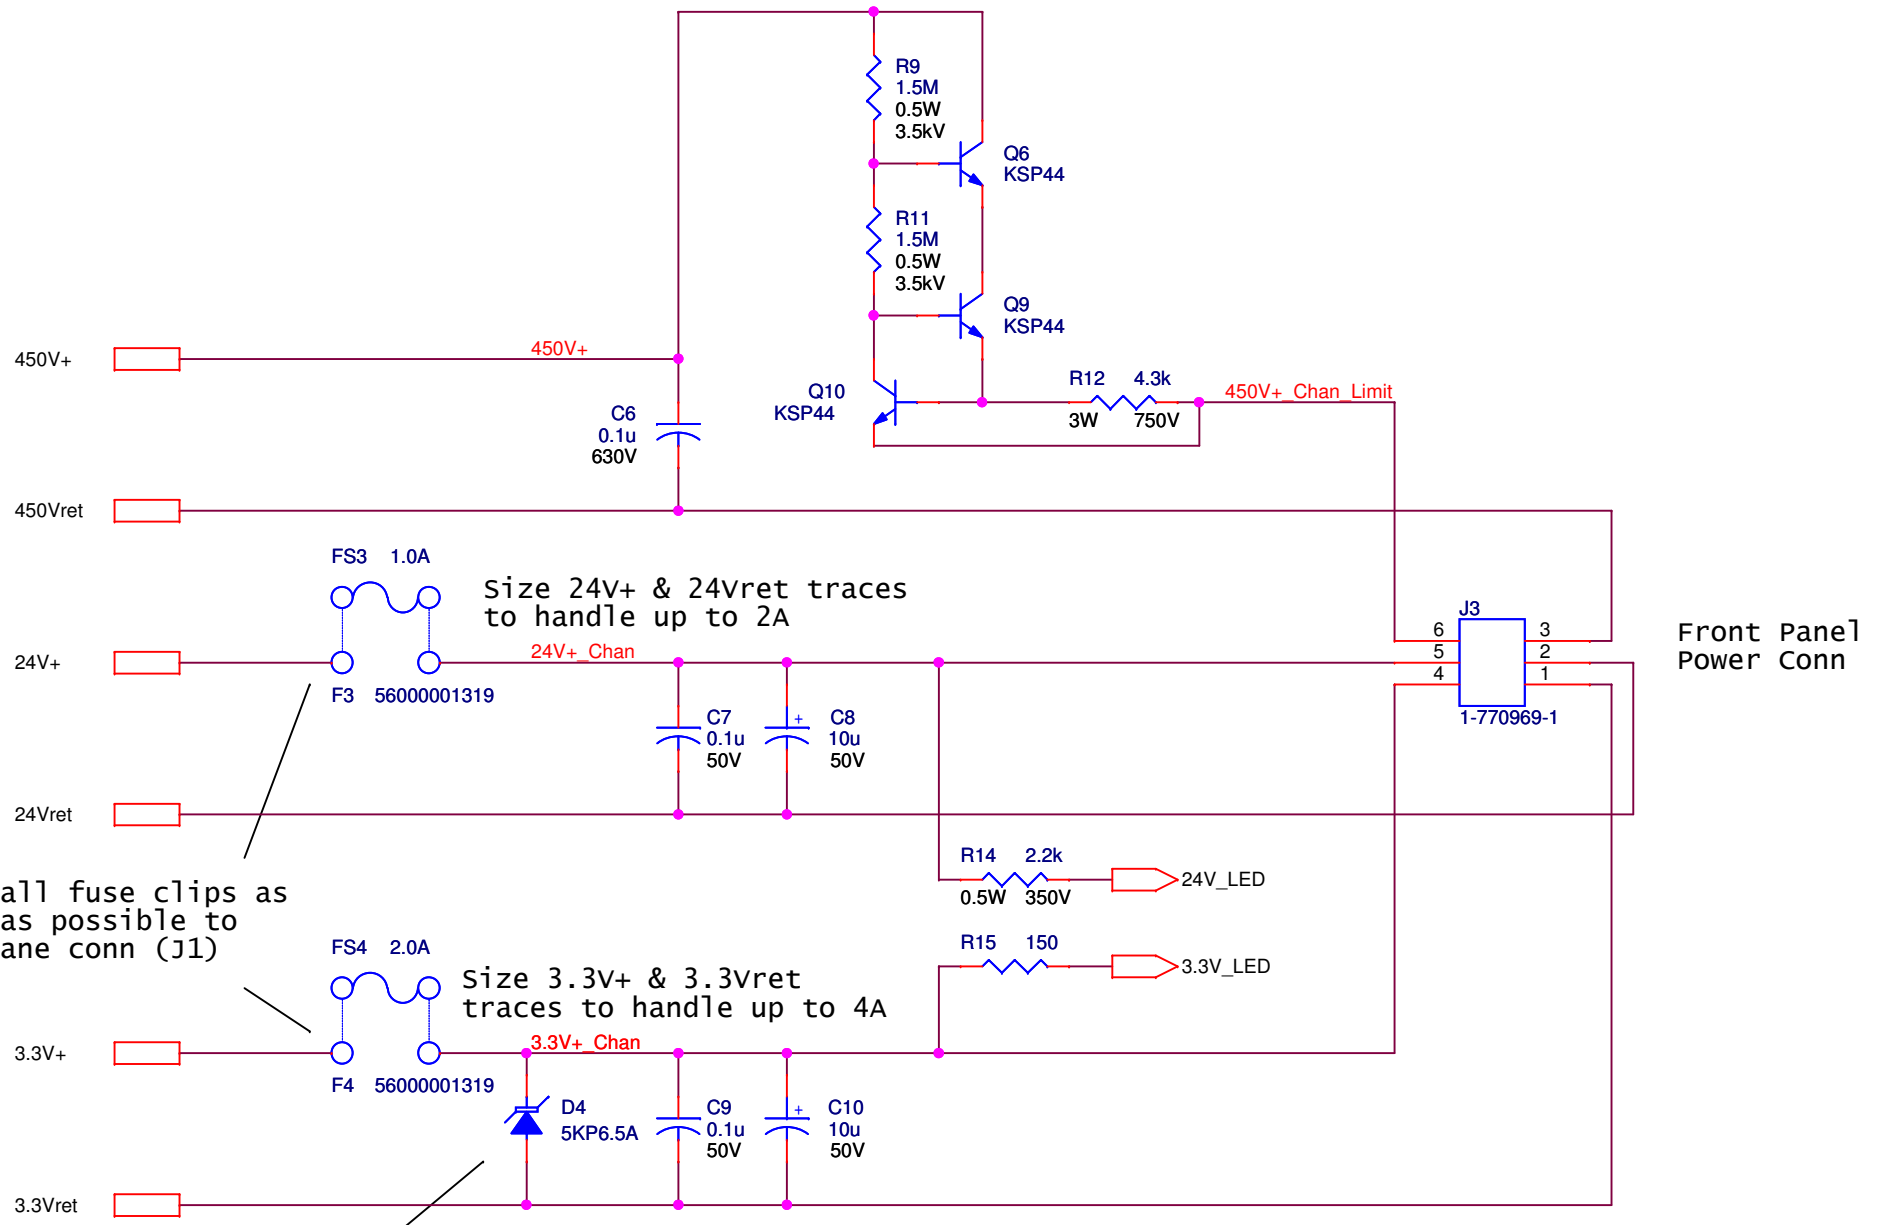 R9
1.5M
0.5W
3.5kV
Q6
KSP44
R11
1.5M
0.5W
3.5kV
Q9
KSP44
450V+
450V+
Q10
KSP44
R12 4.3k
3W 750V
450V+_Chan_Limit
C6
0.1u
630V
450Vret
FS3 1.0A
Size 24V+ & 24Vret traces
to handle up to 2A
24V+
24V+_Chan
F3 56000001319
J3
6 3
5 2
4 1
1-770969-1
Front Panel
Power Conn
C7
0.1u
50V
+
C8
10u
50V
24Vret
R14 2.2k
0.5W 350V
24V_LED
all fuse clips as
as possible to
ane conn (J1)
R15 150
3.3V_LED
FS4 2.0A
Size 3.3V+ & 3.3Vret
traces to handle up to 4A
3.3V+
3.3V+_Chan
F4 56000001319
D4
5KP6.5A
C9
0.1u
50V
+
C10
10u
50V
3.3Vret